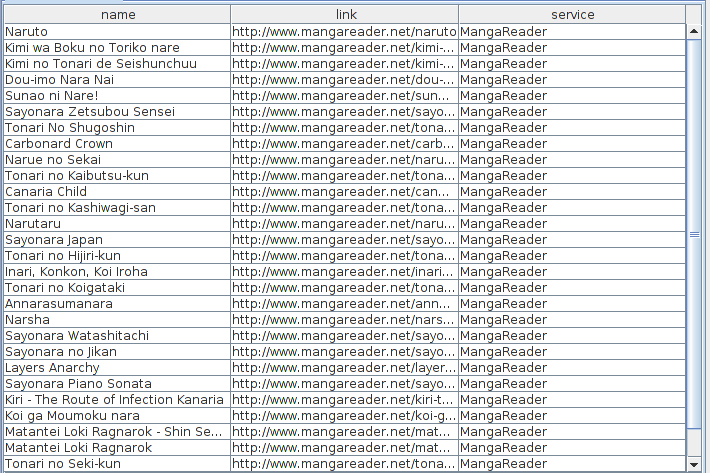 name link service
Naruto http://www.mangareader.net/naruto MangaReader
Kimi wa Boku no Toriko nare http://www.mangareader.net/kimi-... MangaReader
Kimi no Tonari de Seishunchuu http://www.mangareader.net/kimi-... MangaReader
Dou-imo Nara Nai http://www.mangareader.net/dou-... MangaReader
Sunao ni Nare! http://www.mangareader.net/sun... MangaReader
Sayonara Zetsubou Sensei http://www.mangareader.net/sayo... MangaReader
Tonari No Shugoshin http://www.mangareader.net/tona... MangaReader
Carbonard Crown http://www.mangareader.net/carb... MangaReader
Narue no Sekai http://www.mangareader.net/naru... MangaReader
Tonari no Kaibutsu-kun http://www.mangareader.net/tona... MangaReader
Canaria Child http://www.mangareader.net/can... MangaReader
Tonari no Kashiwagi-san http://www.mangareader.net/tona... MangaReader
Narutaru http://www.mangareader.net/naru... MangaReader
Sayonara Japan http://www.mangareader.net/sayo... MangaReader
Tonari no Hijiri-kun http://www.mangareader.net/tona... MangaReader
Inari, Konkon, Koi Iroha http://www.mangareader.net/inari... MangaReader
Tonari no Koigataki http://www.mangareader.net/tona... MangaReader
Annarasumanara http://www.mangareader.net/ann... MangaReader
Narsha http://www.mangareader.net/nars... MangaReader
Sayonara Watashitachi http://www.mangareader.net/sayo... MangaReader
Sayonara no Jikan http://www.mangareader.net/sayo... MangaReader
Layers Anarchy http://www.mangareader.net/layer... MangaReader
Sayonara Piano Sonata http://www.mangareader.net/sayo... MangaReader
Kiri - The Route of Infection Kanaria http://www.mangareader.net/kiri-t... MangaReader
Koi ga Moumoku nara http://www.mangareader.net/koi-g... MangaReader
Matantei Loki Ragnarok - Shin Se... http://www.mangareader.net/mat... MangaReader
Matantei Loki Ragnarok http://www.mangareader.net/mat... MangaReader
Tonari no Seki-kun http://www.mangareader.net/tona... MangaReader